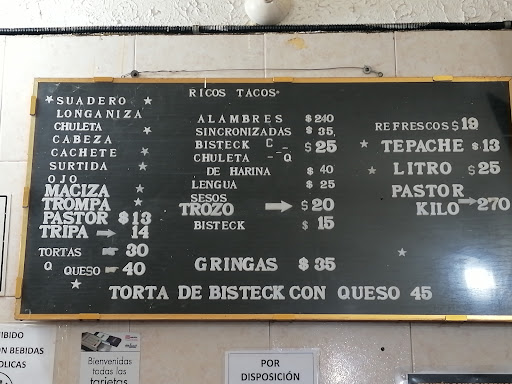 RICOS TACOS
SUADERO
LONGANIZA
CHULETA
CABEZA
CACHETE
SURTIDA
OJO
MACIZA
TROMPA
PASTOR $13
TRIPA 14
TORTAS 30
Q QUESO 40
ALAMBRES $240
SINCRONIZADAS $35
BISTECK C $25
CHULETA Q
DE HARINA $40
LENGUA $25
SESOS
TROZO $20
BISTECK $15
GRINGAS $35
REFRESCOS $19
TEPACHE $13
LITRO $25
PASTOR
KILO 270
TORTA DE BISTECK CON QUESO 45
Bienvenidas
todas las
tarjetas
POR
DISPOSICIÓN